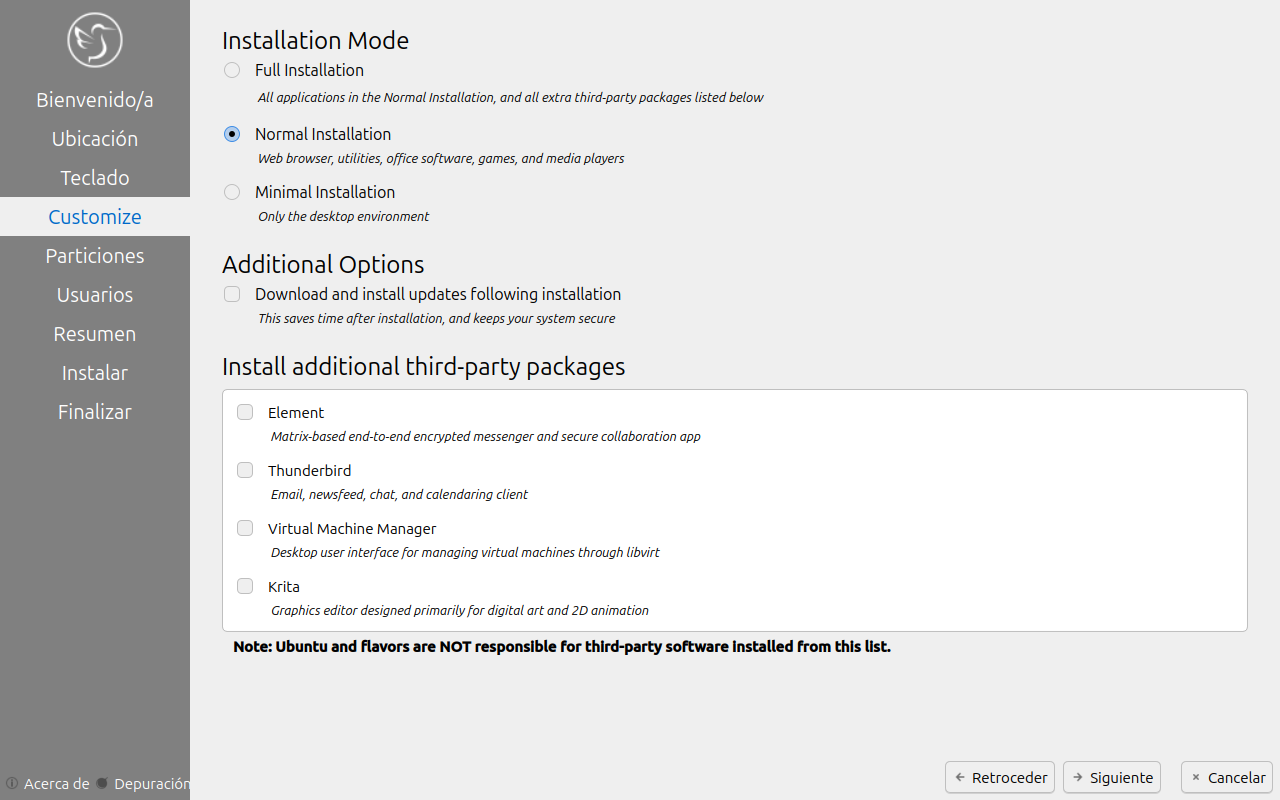 Bienvenido/a
Ubicación
Teclado
Customize
Particiones
Usuarios
Resumen
Instalar
Finalizar
Acerca de
Depuración
Installation Mode
Full Installation
All applications in the Normal Installation, and all extra third-party packages listed below
Normal Installation
Web browser, utilities, office software, games, and media players
Minimal Installation
Only the desktop environment
Additional Options
Download and install updates following installation
This saves time after installation, and keeps your system secure
Install additional third-party packages
Element
Matrix-based end-to-end encrypted messenger and secure collaboration app
Thunderbird
Email, newsfeed, chat, and calendaring client
Virtual Machine Manager
Desktop user interface for managing virtual machines through libvirt
Krita
Graphics editor designed primarily for digital art and 2D animation
Note: Ubuntu and flavors are NOT responsible for third-party software installed from this list.
Retroceder
Siguiente
Cancelar